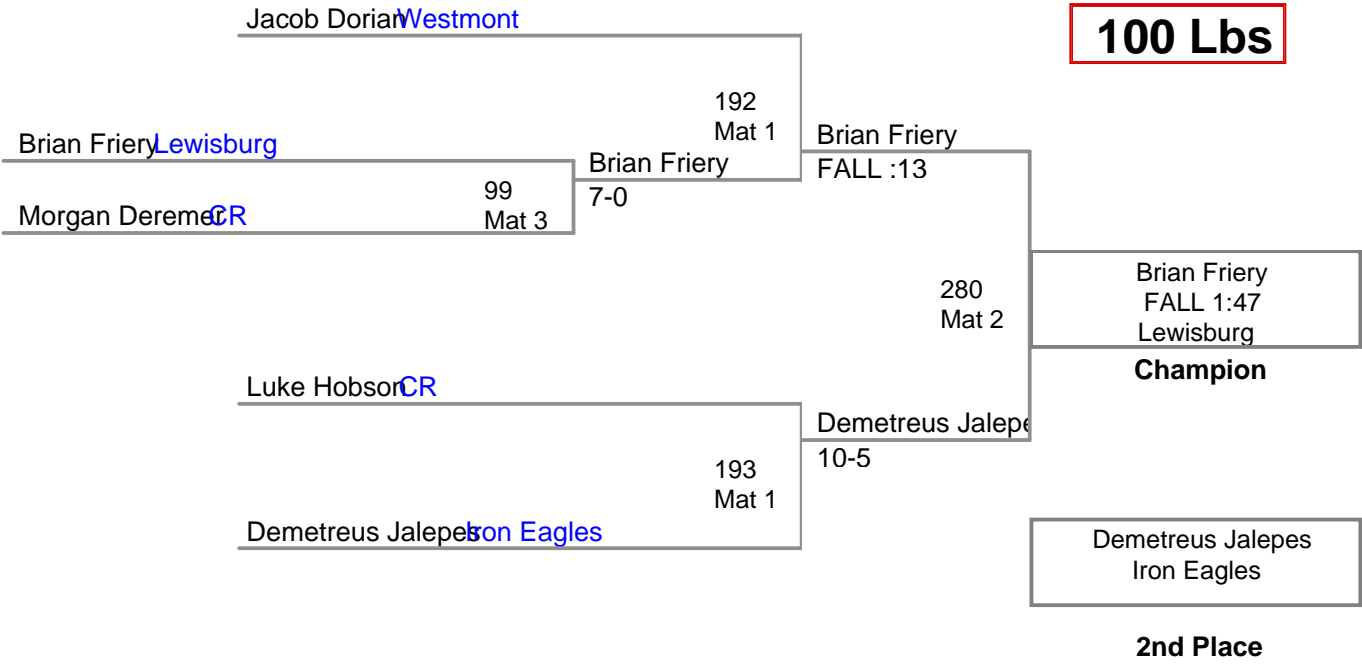 Jacob Dorian Westmont
100 Lbs
192
Mat 1
Brian Friery Lewisburg
Brian Friery
FALL :13
Brian Friery
7-0
99
Mat 3
Morgan Deremer CR
Brian Friery
FALL 1:47
Lewisburg
280
Mat 2
Champion
Luke Hobson CR
Demetreus Jalepe
10-5
193
Mat 1
Demetreus Jalepes Iron Eagles
Demetreus Jalepes
Iron Eagles
2nd Place